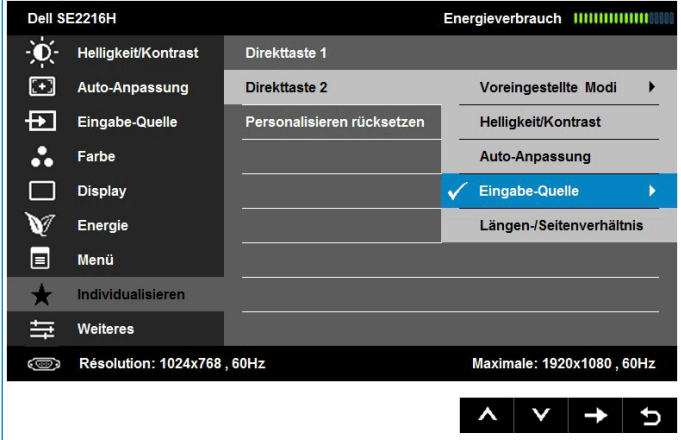 Dell SE2216H Energieverbrauch
Helligkeit/Kontrast Direkttaste 1
Auto-Anpassung Direkttaste 2 Voreingestellte Modi
Eingabe-Quelle Personalisieren rücksetzen Helligkeit/Kontrast
Farbe Auto-Anpassung
Display Eingabe-Quelle
Energie Längen-/Seitenverhältnis
Menü
Individualisieren
Weiteres
Résolution: 1024x768 , 60Hz Maximale: 1920x1080 , 60Hz